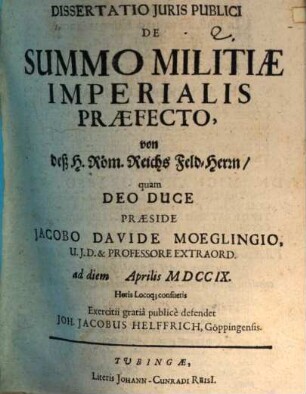 DISSERTATIO JURIS PUBLICI
DE
SUMMO MILITIÆ
IMPERIALIS
PRÆFECTO,
von
deß H. Röm. Reichs Feld-Herrn/
quam
DEO DUCE
PRÆSIDE
JACOBO DAVIDE MOEGLINGIO,
U.J.D. & PROFESSORE EXTRAORD.
ad diem Aprilis MDCCIX.
Horis Locoq; consuetis
Exercitii gratiâ publicè defendet
JOH. JACOBUS HELFFRICH, Göppingensis.
TUBINGÆ,
Literis JOHANN-CUNRADI REISI.